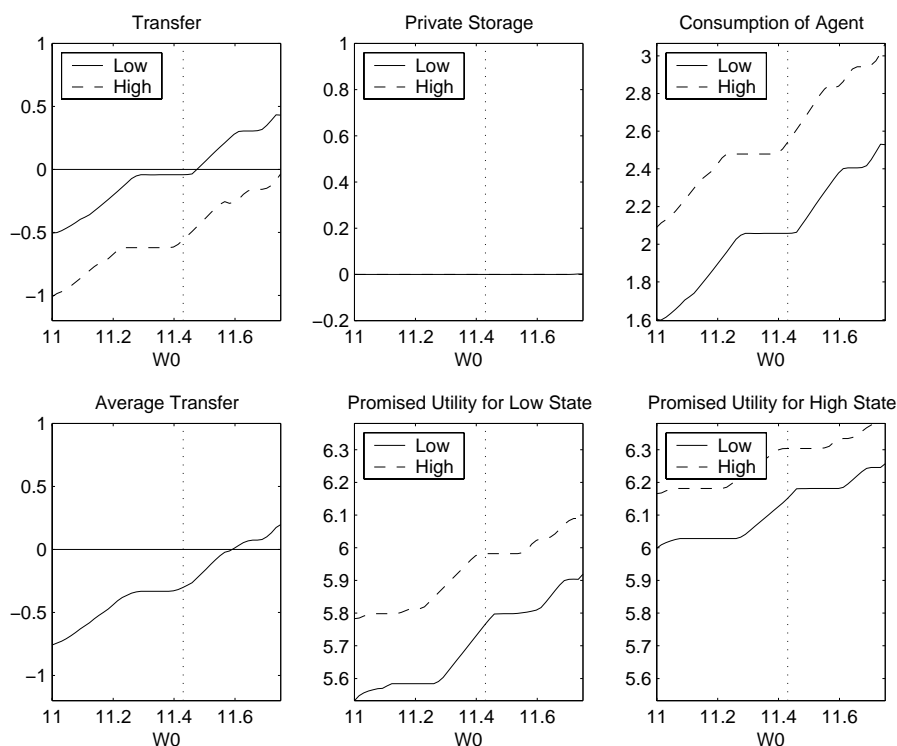 Transfer
1
0.5
0
−0.5
−1
Low
High
11
11.2
11.4
11.6
W0
Private Storage
1
0.8
0.6
0.4
0.2
0
−0.2
Low
High
11
11.2
11.4
11.6
W0
Consumption of Agent
3
2.8
2.6
2.4
2.2
2
1.8
1.6
Low
High
11
11.2
11.4
11.6
W0
Average Transfer
1
0.5
0
−0.5
−1
11
11.2
11.4
11.6
W0
Promised Utility for Low State
6.3
6.2
6.1
6
5.9
5.8
5.7
5.6
Low
High
11
11.2
11.4
11.6
W0
Promised Utility for High State
6.3
6.2
6.1
6
5.9
5.8
5.7
5.6
Low
High
11
11.2
11.4
11.6
W0